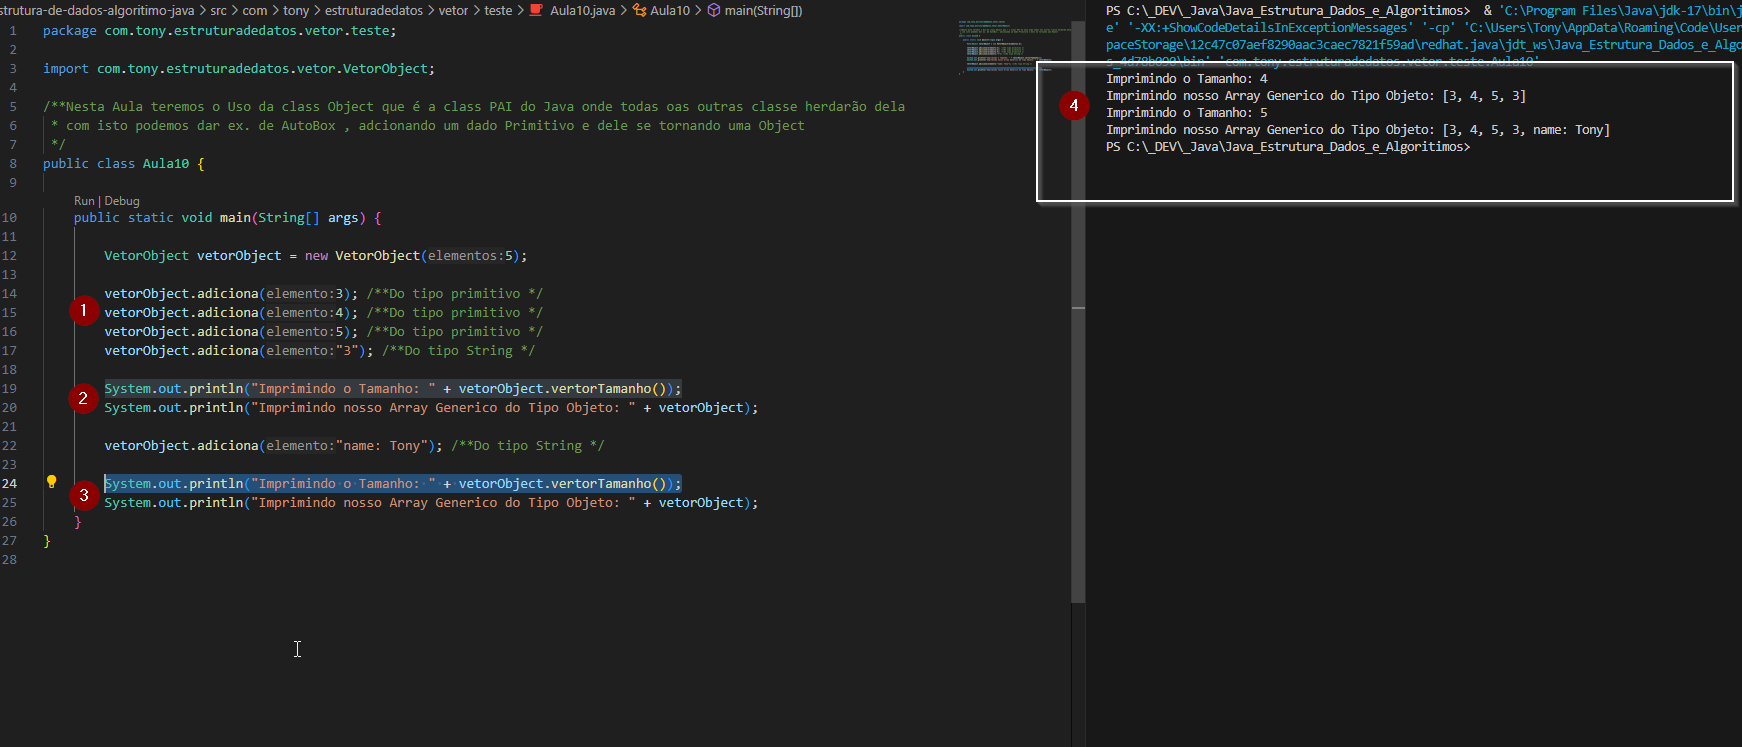 strutura-de-dados-algoritimo-java > src > com > tony > estruturadedatos > vetor > teste > Aula10.java > Aula10 > main(String[])
1 package com.tony.estruturadedatos.vetor.teste;
2
3 import com.tony.estruturadedatos.vetor.VetorObject;
4
5 /**Nesta Aula teremos o Uso da class Object que é a class PAI do Java onde todas oas outras classe herdarão dela
6 * com isto podemos dar ex. de AutoBox , adcionando um dado Primitivo e dele se tornando uma Object
7 */
8 public class Aula10 {
9
Run | Debug
10 public static void main(String[] args) {
11
12 VetorObject vetorObject = new VetorObject(elementos:5);
13
14 vetorObject.adiciona(elemento:3); /**Do tipo primitivo */
1
15 vetorObject.adiciona(elemento:4); /**Do tipo primitivo */
16 vetorObject.adiciona(elemento:5); /**Do tipo primitivo */
17 vetorObject.adiciona(elemento:"3"); /**Do tipo String */
18
19 System.out.println("Imprimindo o Tamanho: " + vetorObject.vertorTamanho());
2
20 System.out.println("Imprimindo nosso Array Generico do Tipo Objeto: " + vetorObject);
21
22 vetorObject.adiciona(elemento:"name: Tony"); /**Do tipo String */
23
24 System.out.println("Imprimindo o Tamanho: " + vetorObject.vertorTamanho());
3
25 System.out.println("Imprimindo nosso Array Generico do Tipo Objeto: " + vetorObject);
26 }
27 }
28
PS C:\_DEV\_Java\Java_Estrutura_Dados_e_Algoritimos> & 'C:\Program Files\Java\jdk-17\bin\j
e' '-XX:+ShowCodeDetailsInExceptionMessages' '-cp' 'C:\Users\Tony\AppData\Roaming\Code\User
paceStorage\12c47c07aef8290aac3caec7821f59ad\redhat.java\jdt_ws\Java_Estrutura_Dados_e_Algo
s_4d78b090\bin' 'com.tony.estruturadedatos.vetor.teste.Aula10'
Imprimindo o Tamanho: 4
4
Imprimindo nosso Array Generico do Tipo Objeto: [3, 4, 5, 3]
Imprimindo o Tamanho: 5
Imprimindo nosso Array Generico do Tipo Objeto: [3, 4, 5, 3, name: Tony]
PS C:\_DEV\_Java\Java_Estrutura_Dados_e_Algoritimos>